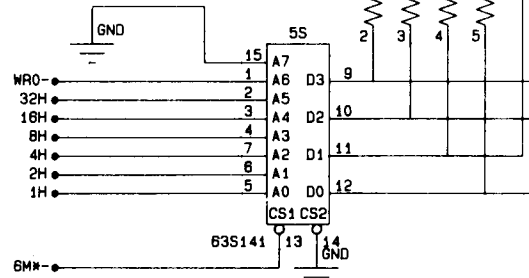 GND
5S
2 3 4 5
15 A7
WR0- 1 A6 D3 9
32H 2 A5
16H 3 A4 D2 10
8H 4 A3
4H 7 A2 D1 11
2H 6 A1
1H 5 A0 D0 12
CS1 CS2
63S141 13 14
GND
6M*-